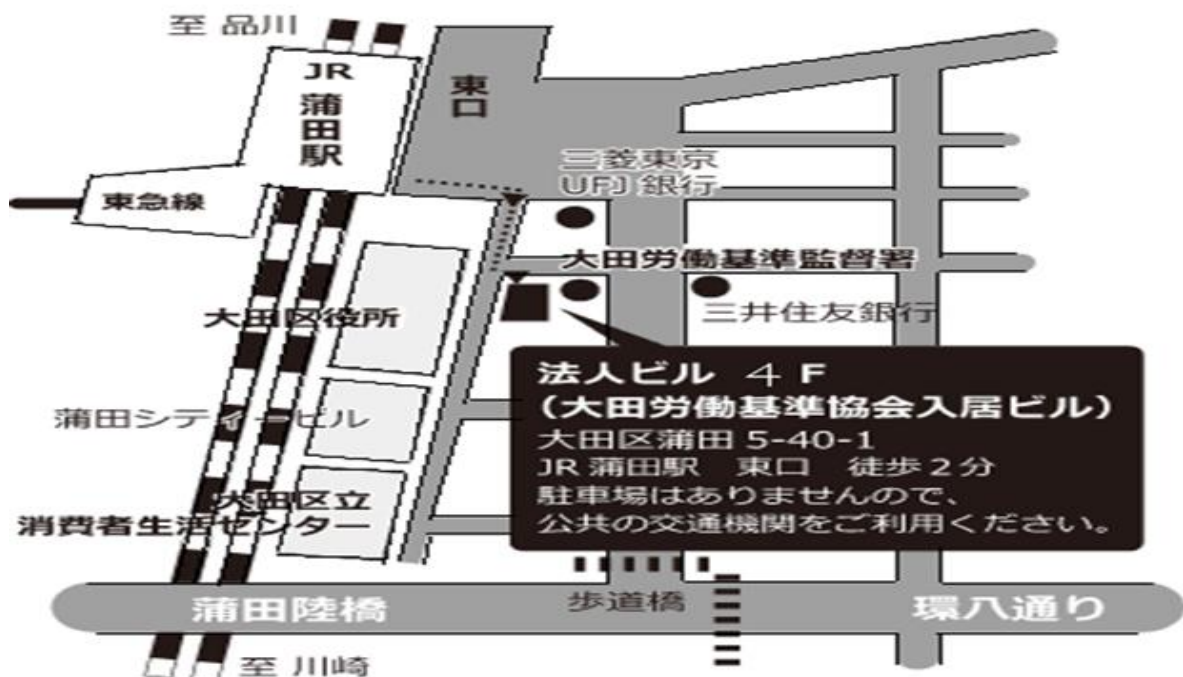 至 品川
JR
蒲田駅
東口
三菱東京
UFJ 銀行
東急線
大田労働基準監督署
三井住友銀行
大田区役所
法人ビル ４ F
（大田労働基準協会入居ビル）
大田区蒲田 5-40-1
JR 蒲田駅　東口　徒歩２分
駐車場はありませんので、
公共の交通機関をご利用ください。
蒲田シティービル
大田区立
消費者生活センター
歩道橋
蒲田陸橋
環八通り
至 川崎